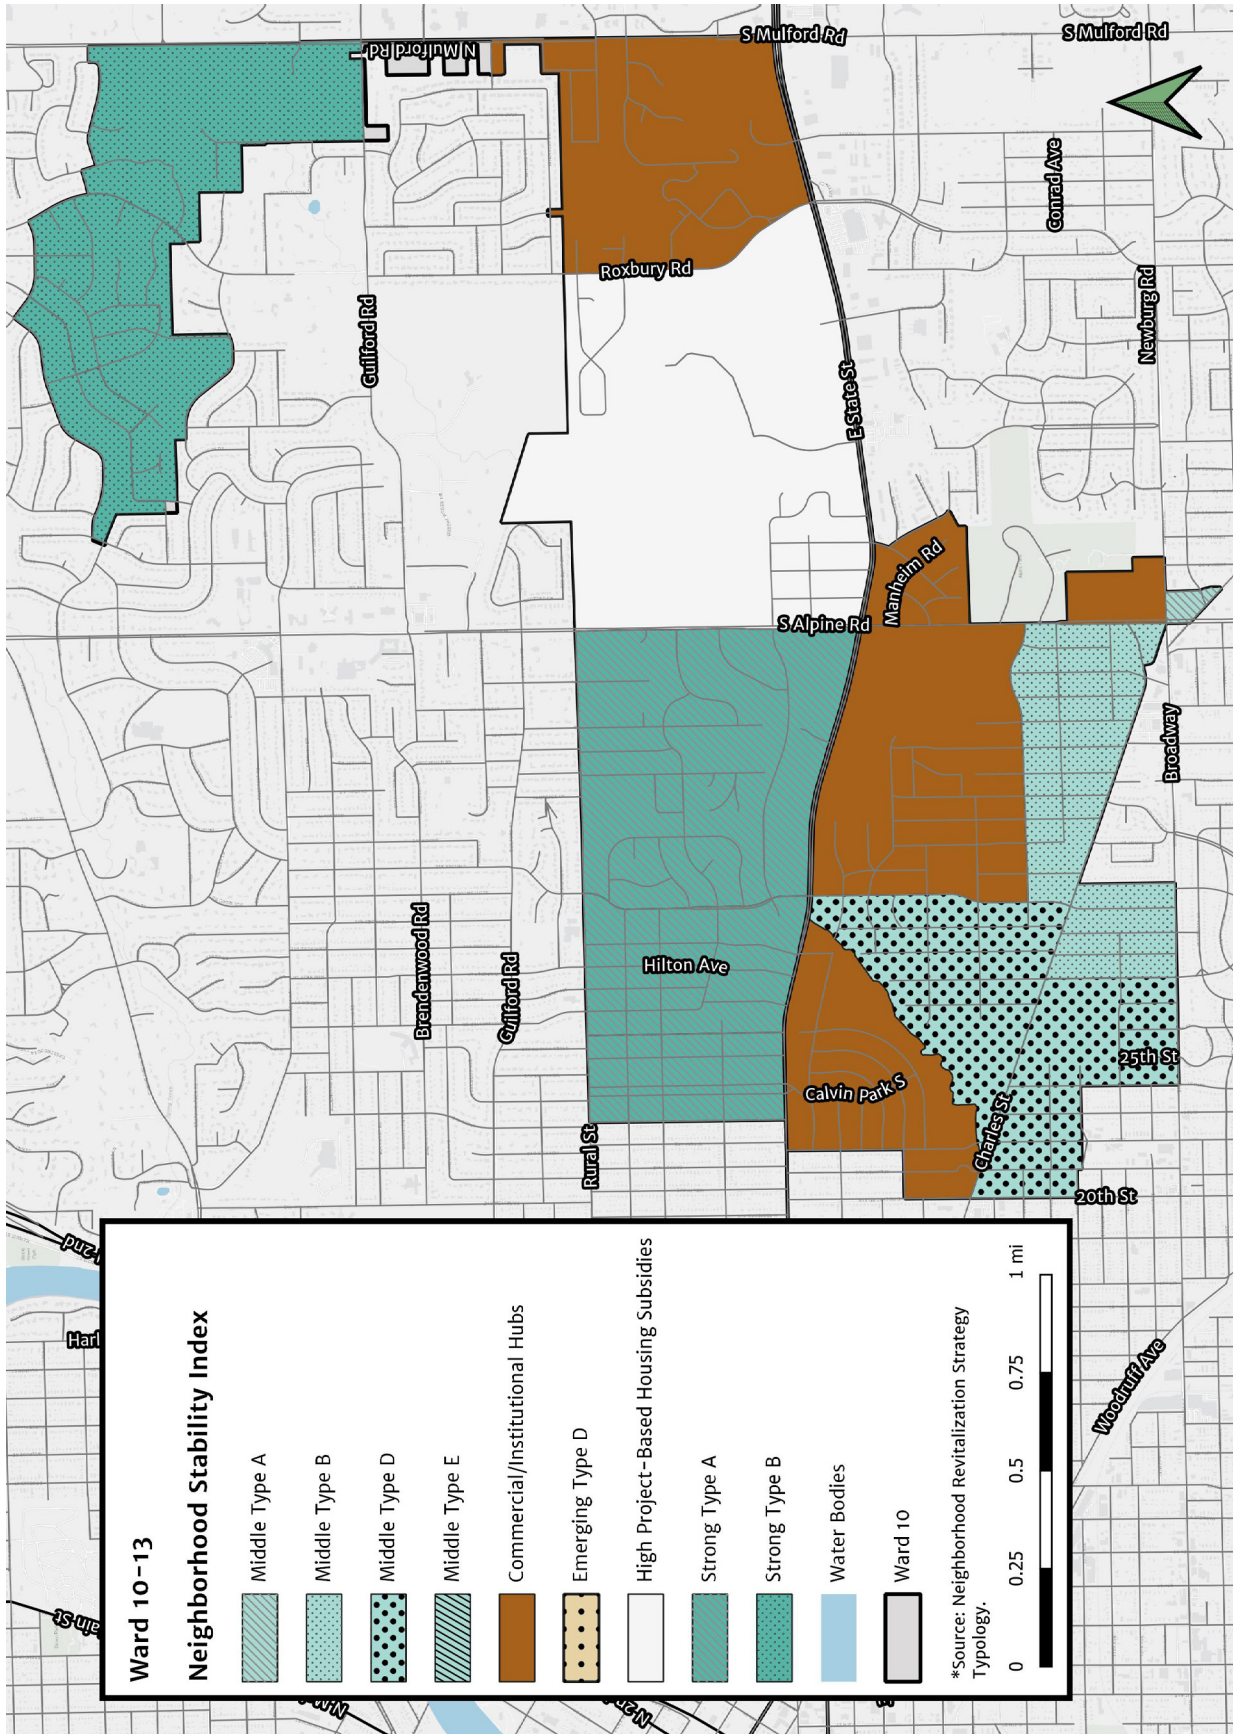 Ward 10-13
Neighborhood Stability Index
Middle Type A
Middle Type B
Middle Type D
Middle Type E
Commercial/Institutional Hubs
Emerging Type D
High Project-Based Housing Subsidies
Strong Type A
Strong Type B
Water Bodies
Ward 10
*Source: Neighborhood Revitalization Strategy
Typology.
0 0.25 0.5 0.75 1 mi
N Mulford Rd
S Mulford Rd
S Mulford Rd
Guilford Rd
Roxbury Rd
Conrad Ave
Newburg Rd
E State St
Manheim Rd
S Alpine Rd
Broadway
Brendenwood Rd
Guilford Rd
Hilton Ave
Rural St
Calvin Park S
Charles St
25th St
20th St
Woodruff Ave